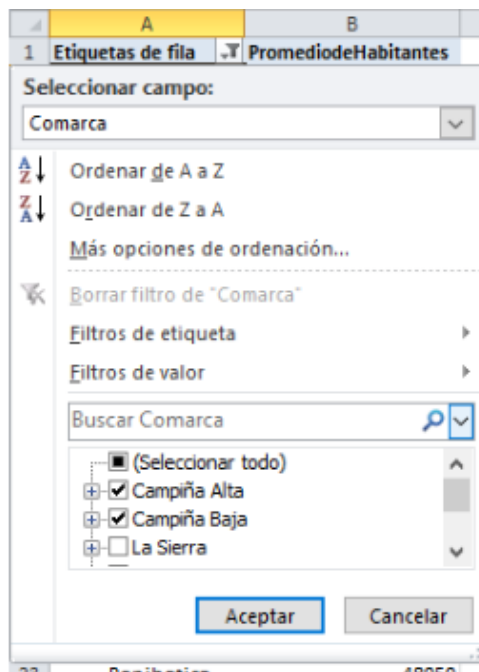 A B
1 Etiquetas de fila PromediodeHabitantes
Seleccionar campo:
Comarca
Ordenar de A a Z
Ordenar de Z a A
Más opciones de ordenación...
Borrar filtro de "Comarca"
Filtros de etiqueta
Filtros de valor
Buscar Comarca
(Seleccionar todo)
Campiña Alta
Campiña Baja
La Sierra
Aceptar Cancelar